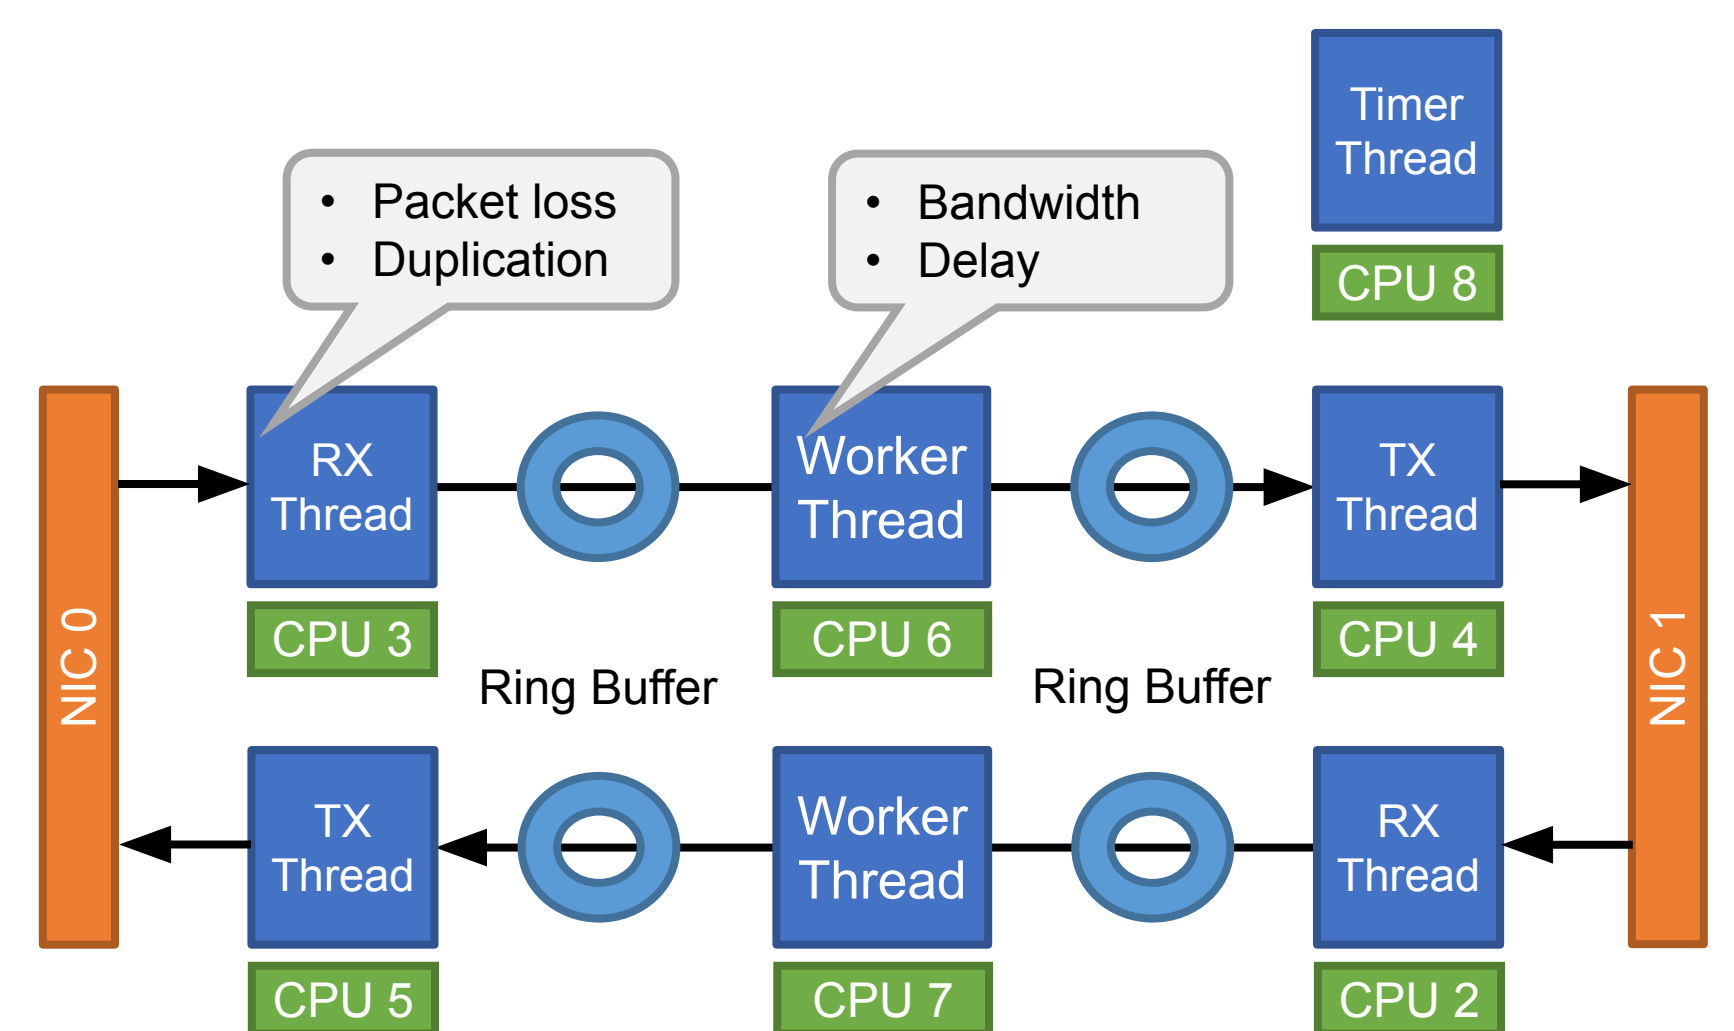 Timer
Thread
CPU 8
• Packet loss
• Duplication
• Bandwidth
• Delay
NIC 0
RX
Thread
CPU 3
Worker
Thread
CPU 6
TX
Thread
CPU 4
NIC 1
Ring Buffer
Ring Buffer
TX
Thread
CPU 5
Worker
Thread
CPU 7
RX
Thread
CPU 2